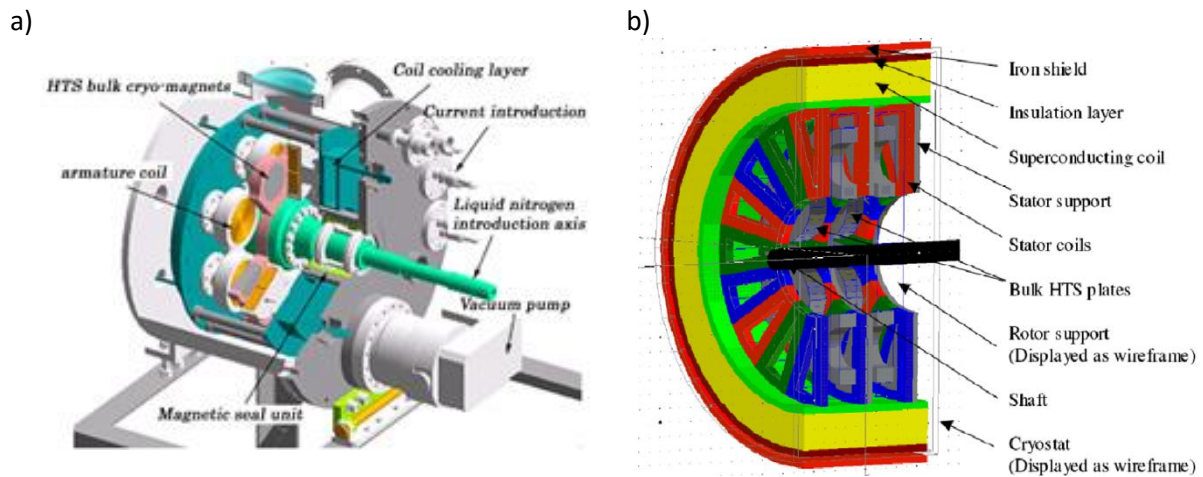 a)
HTS bulk cryo-magnets
Coil cooling layer
Current introduction
armature coil
Liquid nitrogen
introduction axis
Vacuum pump
Magnetic seal unit
b)
Iron shield
Insulation layer
Superconducting coil
Stator support
Stator coils
Bulk HTS plates
Rotor support
(Displayed as wireframe)
Shaft
Cryostat
(Displayed as wireframe)